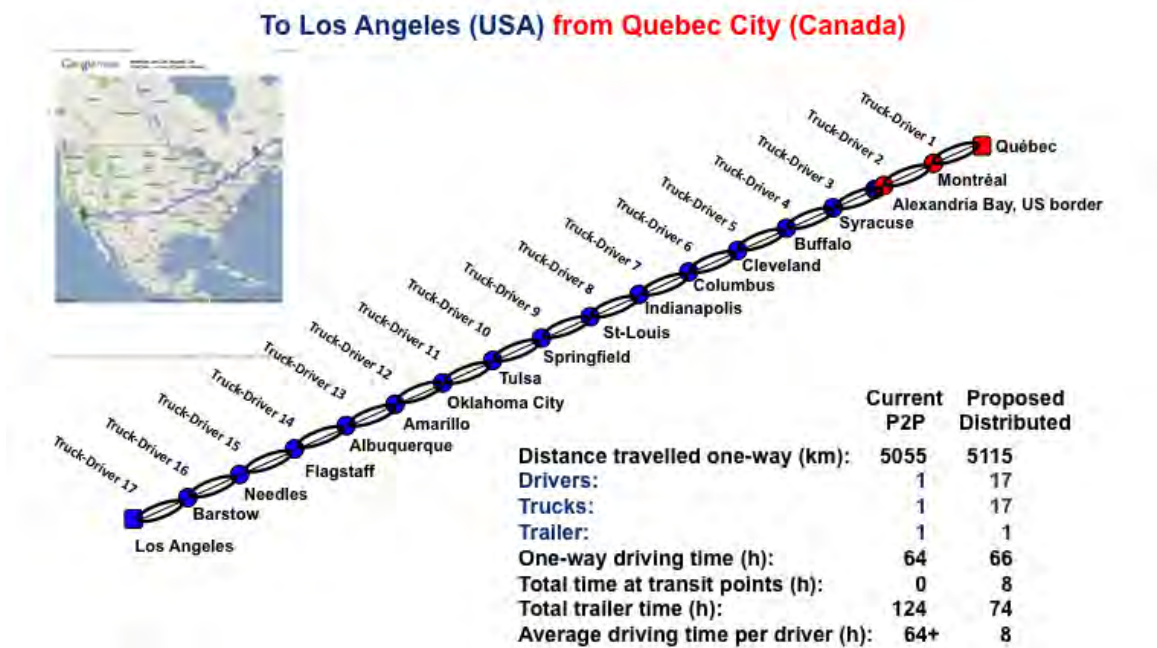 To Los Angeles (USA) from Quebec City (Canada)
Truck-Driver 1
Québec
Truck-Driver 2
Montréal
Truck-Driver 3
Alexandria Bay, US border
Truck-Driver 4
Syracuse
Truck-Driver 5
Buffalo
Truck-Driver 6
Cleveland
Truck-Driver 7
Columbus
Truck-Driver 8
Indianapolis
Truck-Driver 9
St-Louis
Truck-Driver 10
Springfield
Truck-Driver 11
Tulsa
Truck-Driver 12
Oklahoma City
Truck-Driver 13
Amarillo
Truck-Driver 14
Albuquerque
Truck-Driver 15
Flagstaff
Truck-Driver 16
Needles
Truck-Driver 17
Barstow
Los Angeles
Current Proposed
P2P Distributed
Distance travelled one-way (km): 5055 5115
Drivers: 1 17
Trucks: 1 17
Trailer: 1 1
One-way driving time (h): 64 66
Total time at transit points (h): 0 8
Total trailer time (h): 124 74
Average driving time per driver (h): 64+ 8